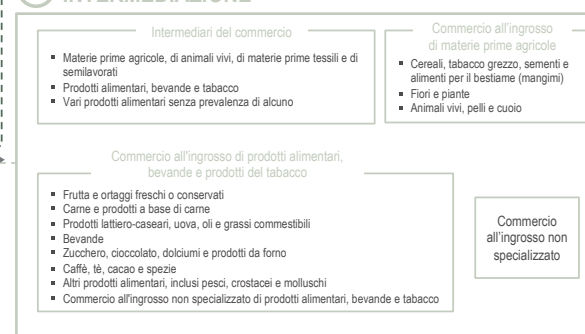 INTERMEDIAZIONE
Intermediari del commercio
▪ Materie prime agricole, di animali vivi, di materie prime tessili e di
semilavorati
▪ Prodotti alimentari, bevande e tabacco
▪ Vari prodotti alimentari senza prevalenza di alcuno
Commercio all'ingrosso
di materie prime agricole
▪ Cereali, tabacco grezzo, sementi e
alimenti per il bestiame (mangimi)
▪ Fiori e piante
▪ Animali vivi, pelli e cuoio
Commercio all'ingrosso di prodotti alimentari,
bevande e prodotti del tabacco
▪ Frutta e ortaggi freschi o conservati
▪ Carne e prodotti a base di carne
▪ Prodotti lattiero-caseari, uova, oli e grassi commestibili
▪ Bevande
▪ Zucchero, cioccolato, dolciumi e prodotti da forno
▪ Caffè, tè, cacao e spezie
▪ Altri prodotti alimentari, inclusi pesci, crostacei e molluschi
▪ Commercio all'ingrosso non specializzato di prodotti alimentari, bevande e tabacco
Commercio
all'ingrosso non
specializzato